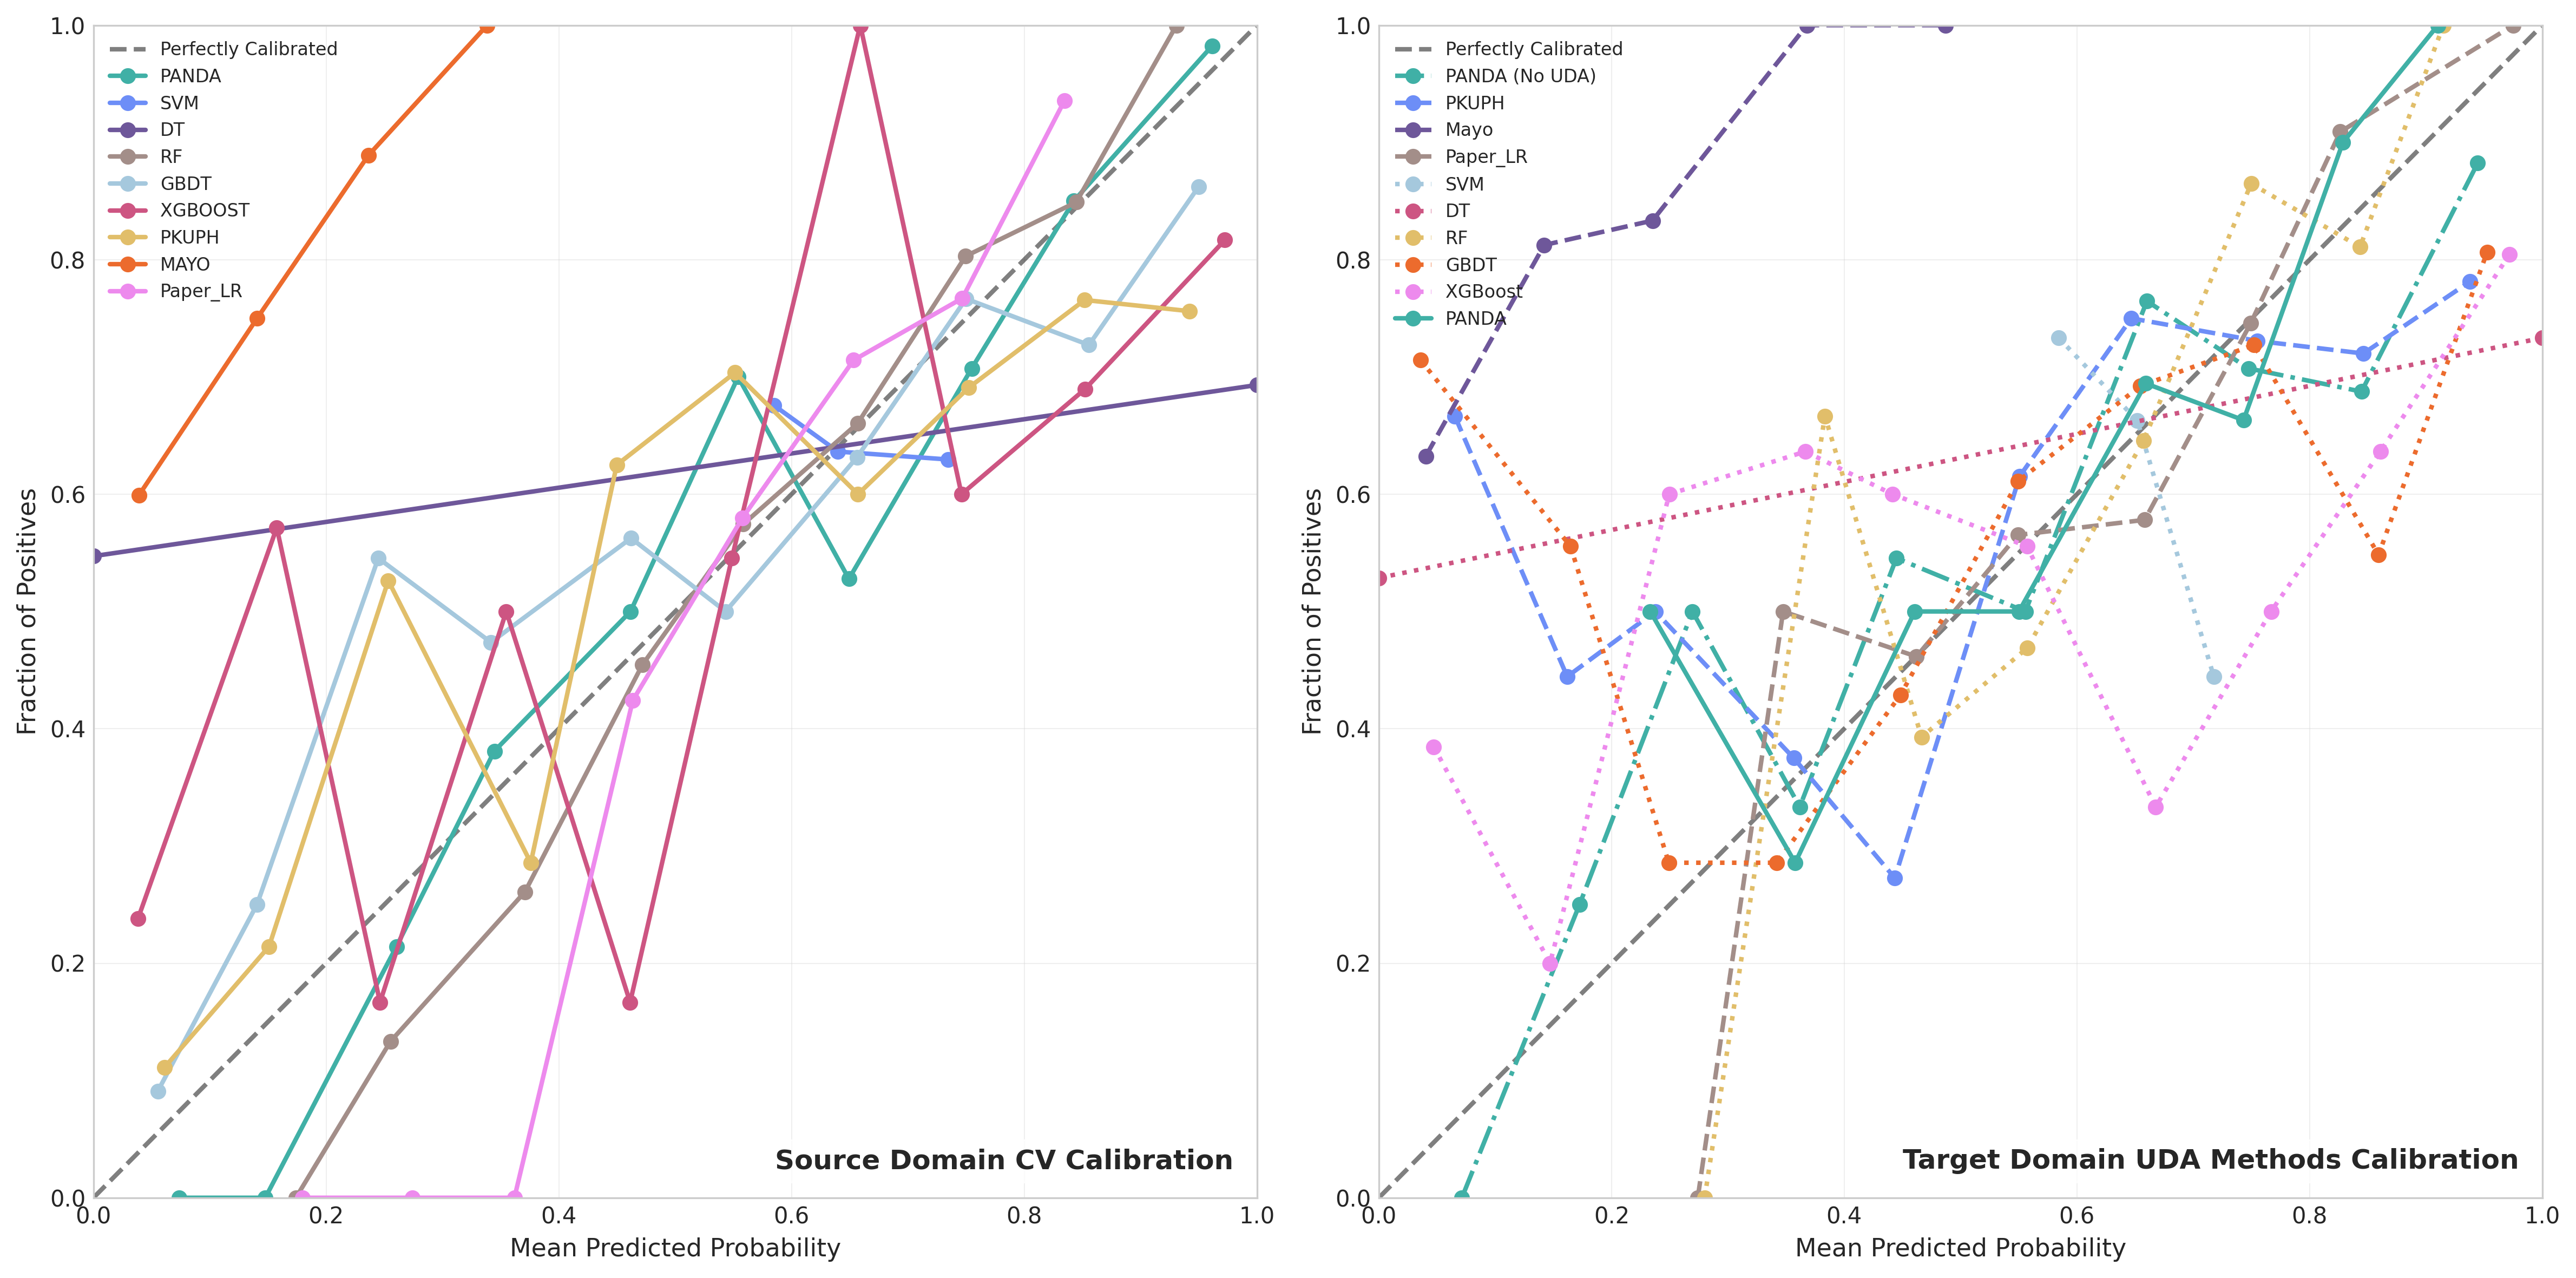 1.0
0.8
0.6
0.4
0.2
0.0
Fraction of Positives
Perfectly Calibrated
PANDA
SVM
DT
RF
GBDT
XGBOOST
PKUPH
MAYO
Paper_LR
Source Domain CV Calibration
0.0 0.2 0.4 0.6 0.8 1.0
Mean Predicted Probability
1.0
0.8
0.6
0.4
0.2
0.0
Fraction of Positives
Perfectly Calibrated
PANDA (No UDA)
PKUPH
Mayo
Paper_LR
SVM
DT
RF
GBDT
XGBoost
PANDA
Target Domain UDA Methods Calibration
0.0 0.2 0.4 0.6 0.8 1.0
Mean Predicted Probability